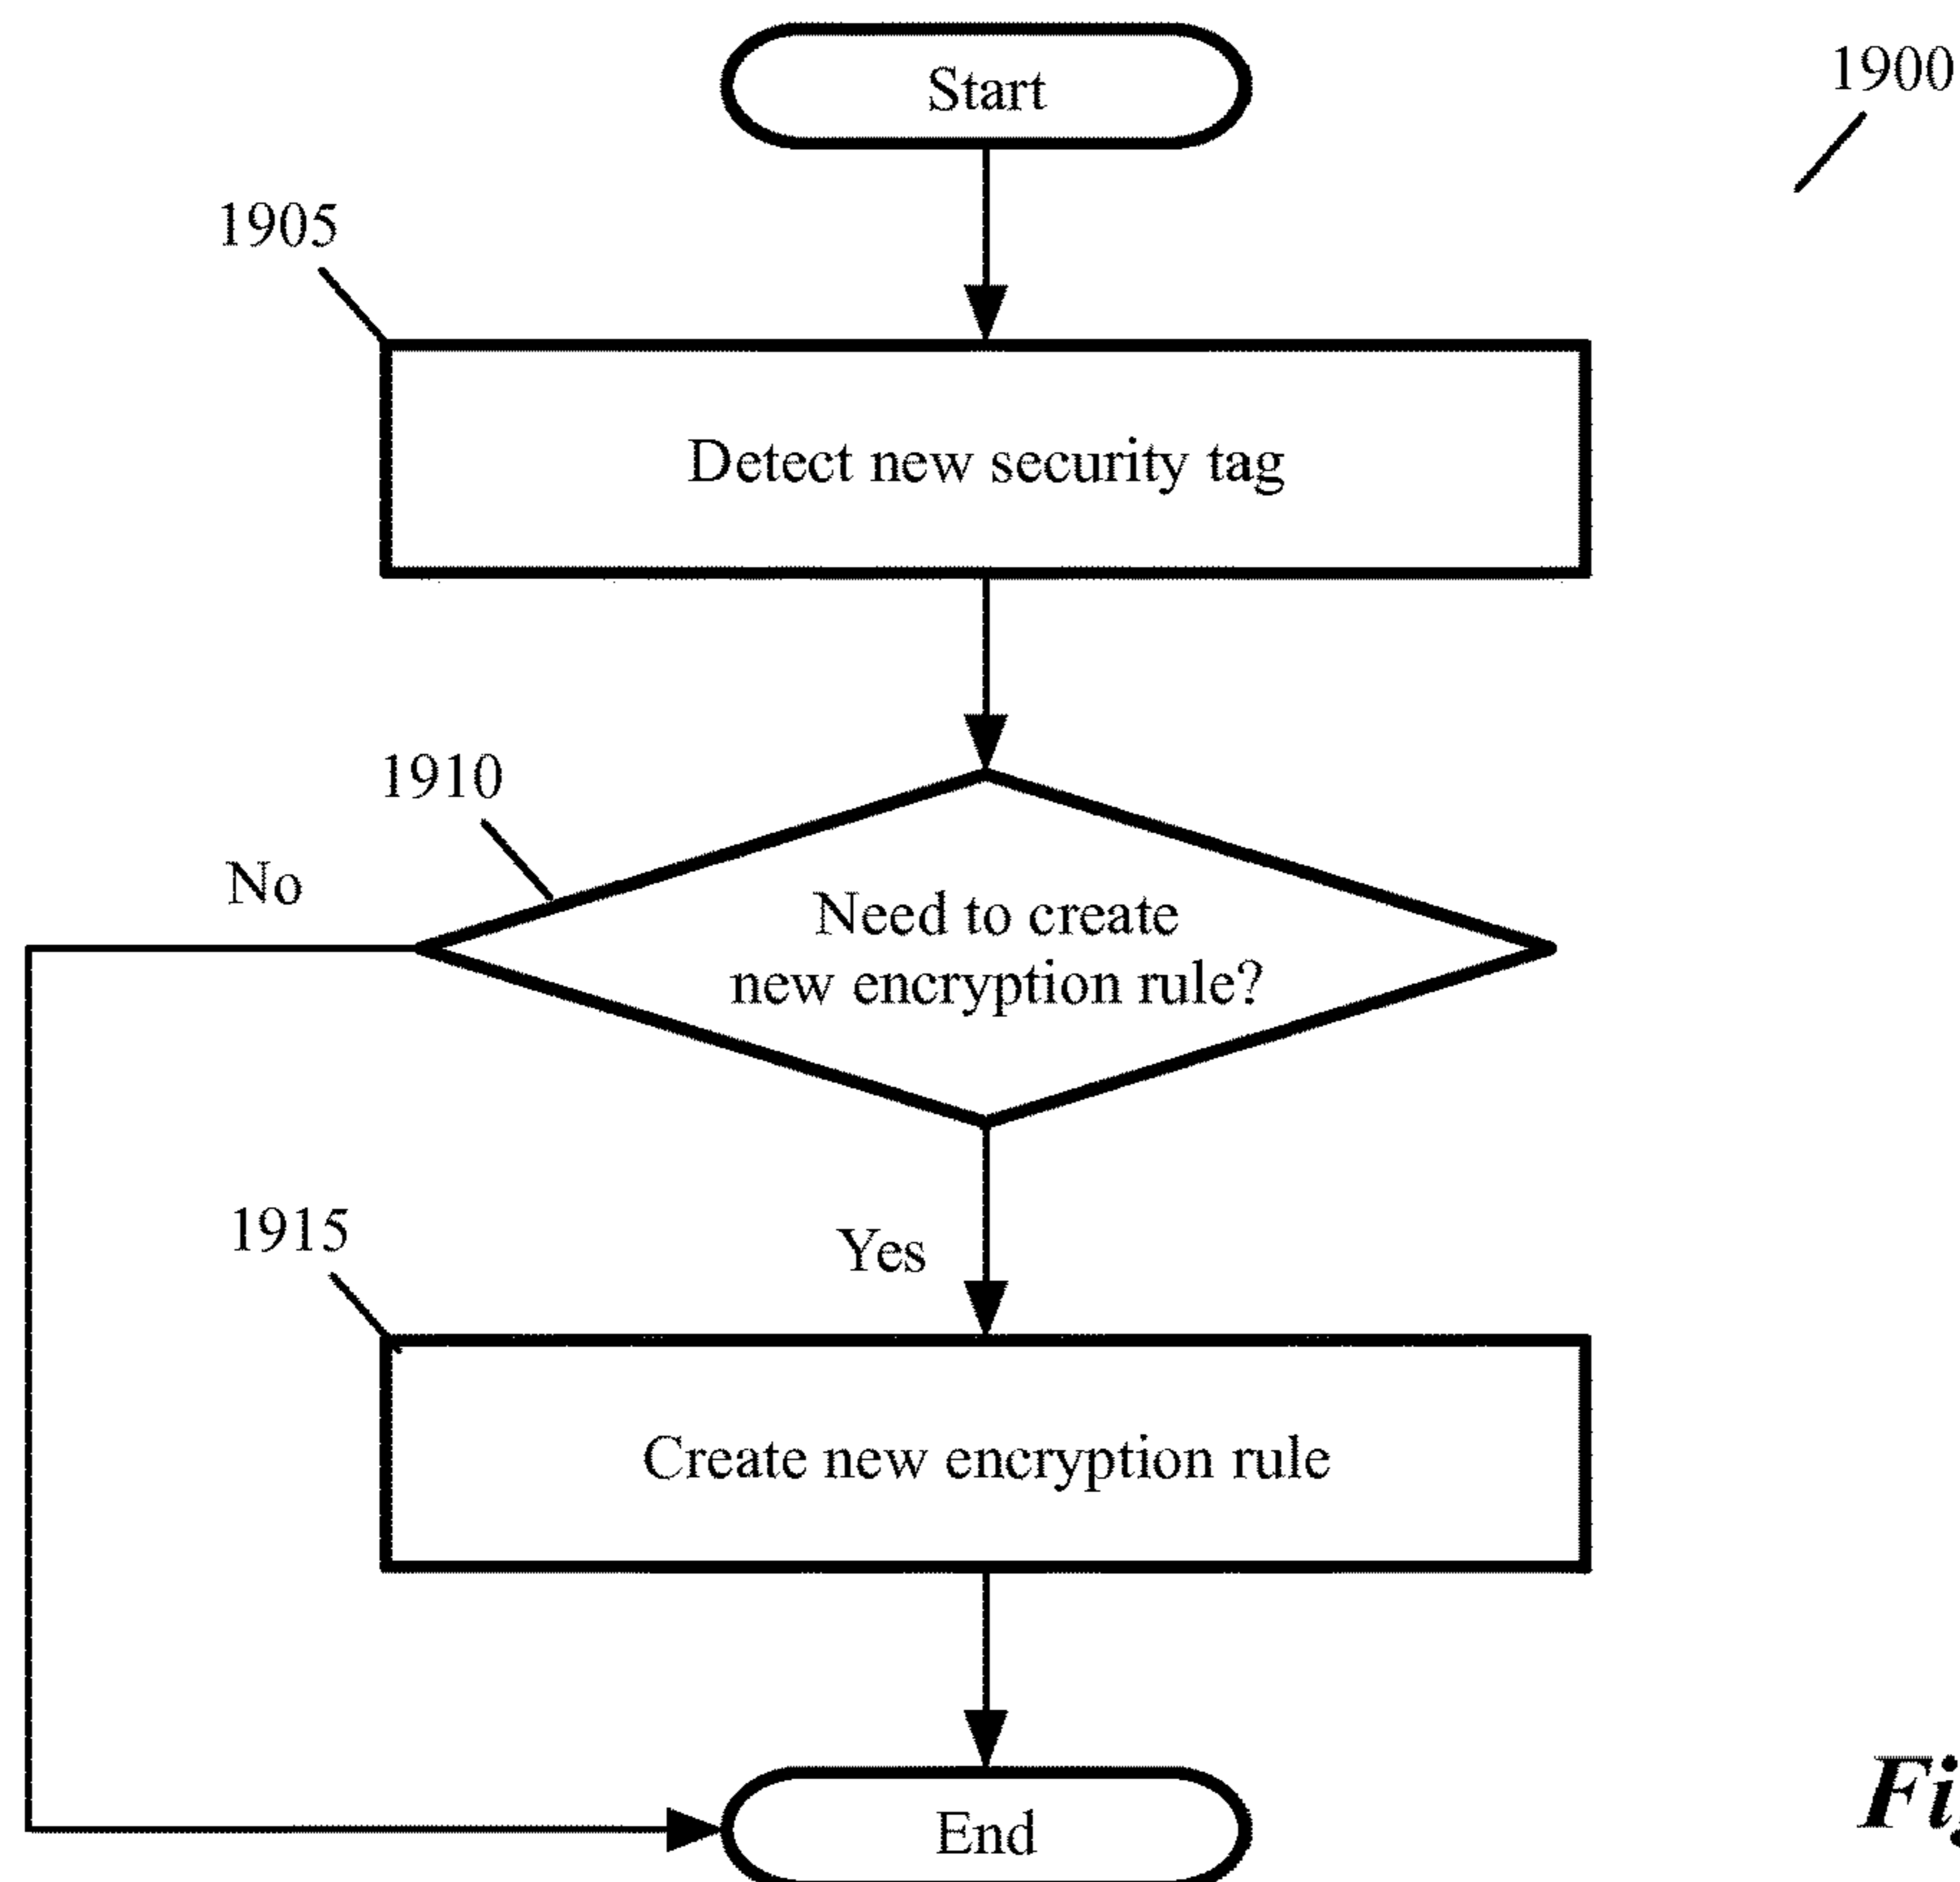 Start
1900
1905
Detect new security tag
1910
No
Need to create
new encryption rule?
Yes
1915
Create new encryption rule
End